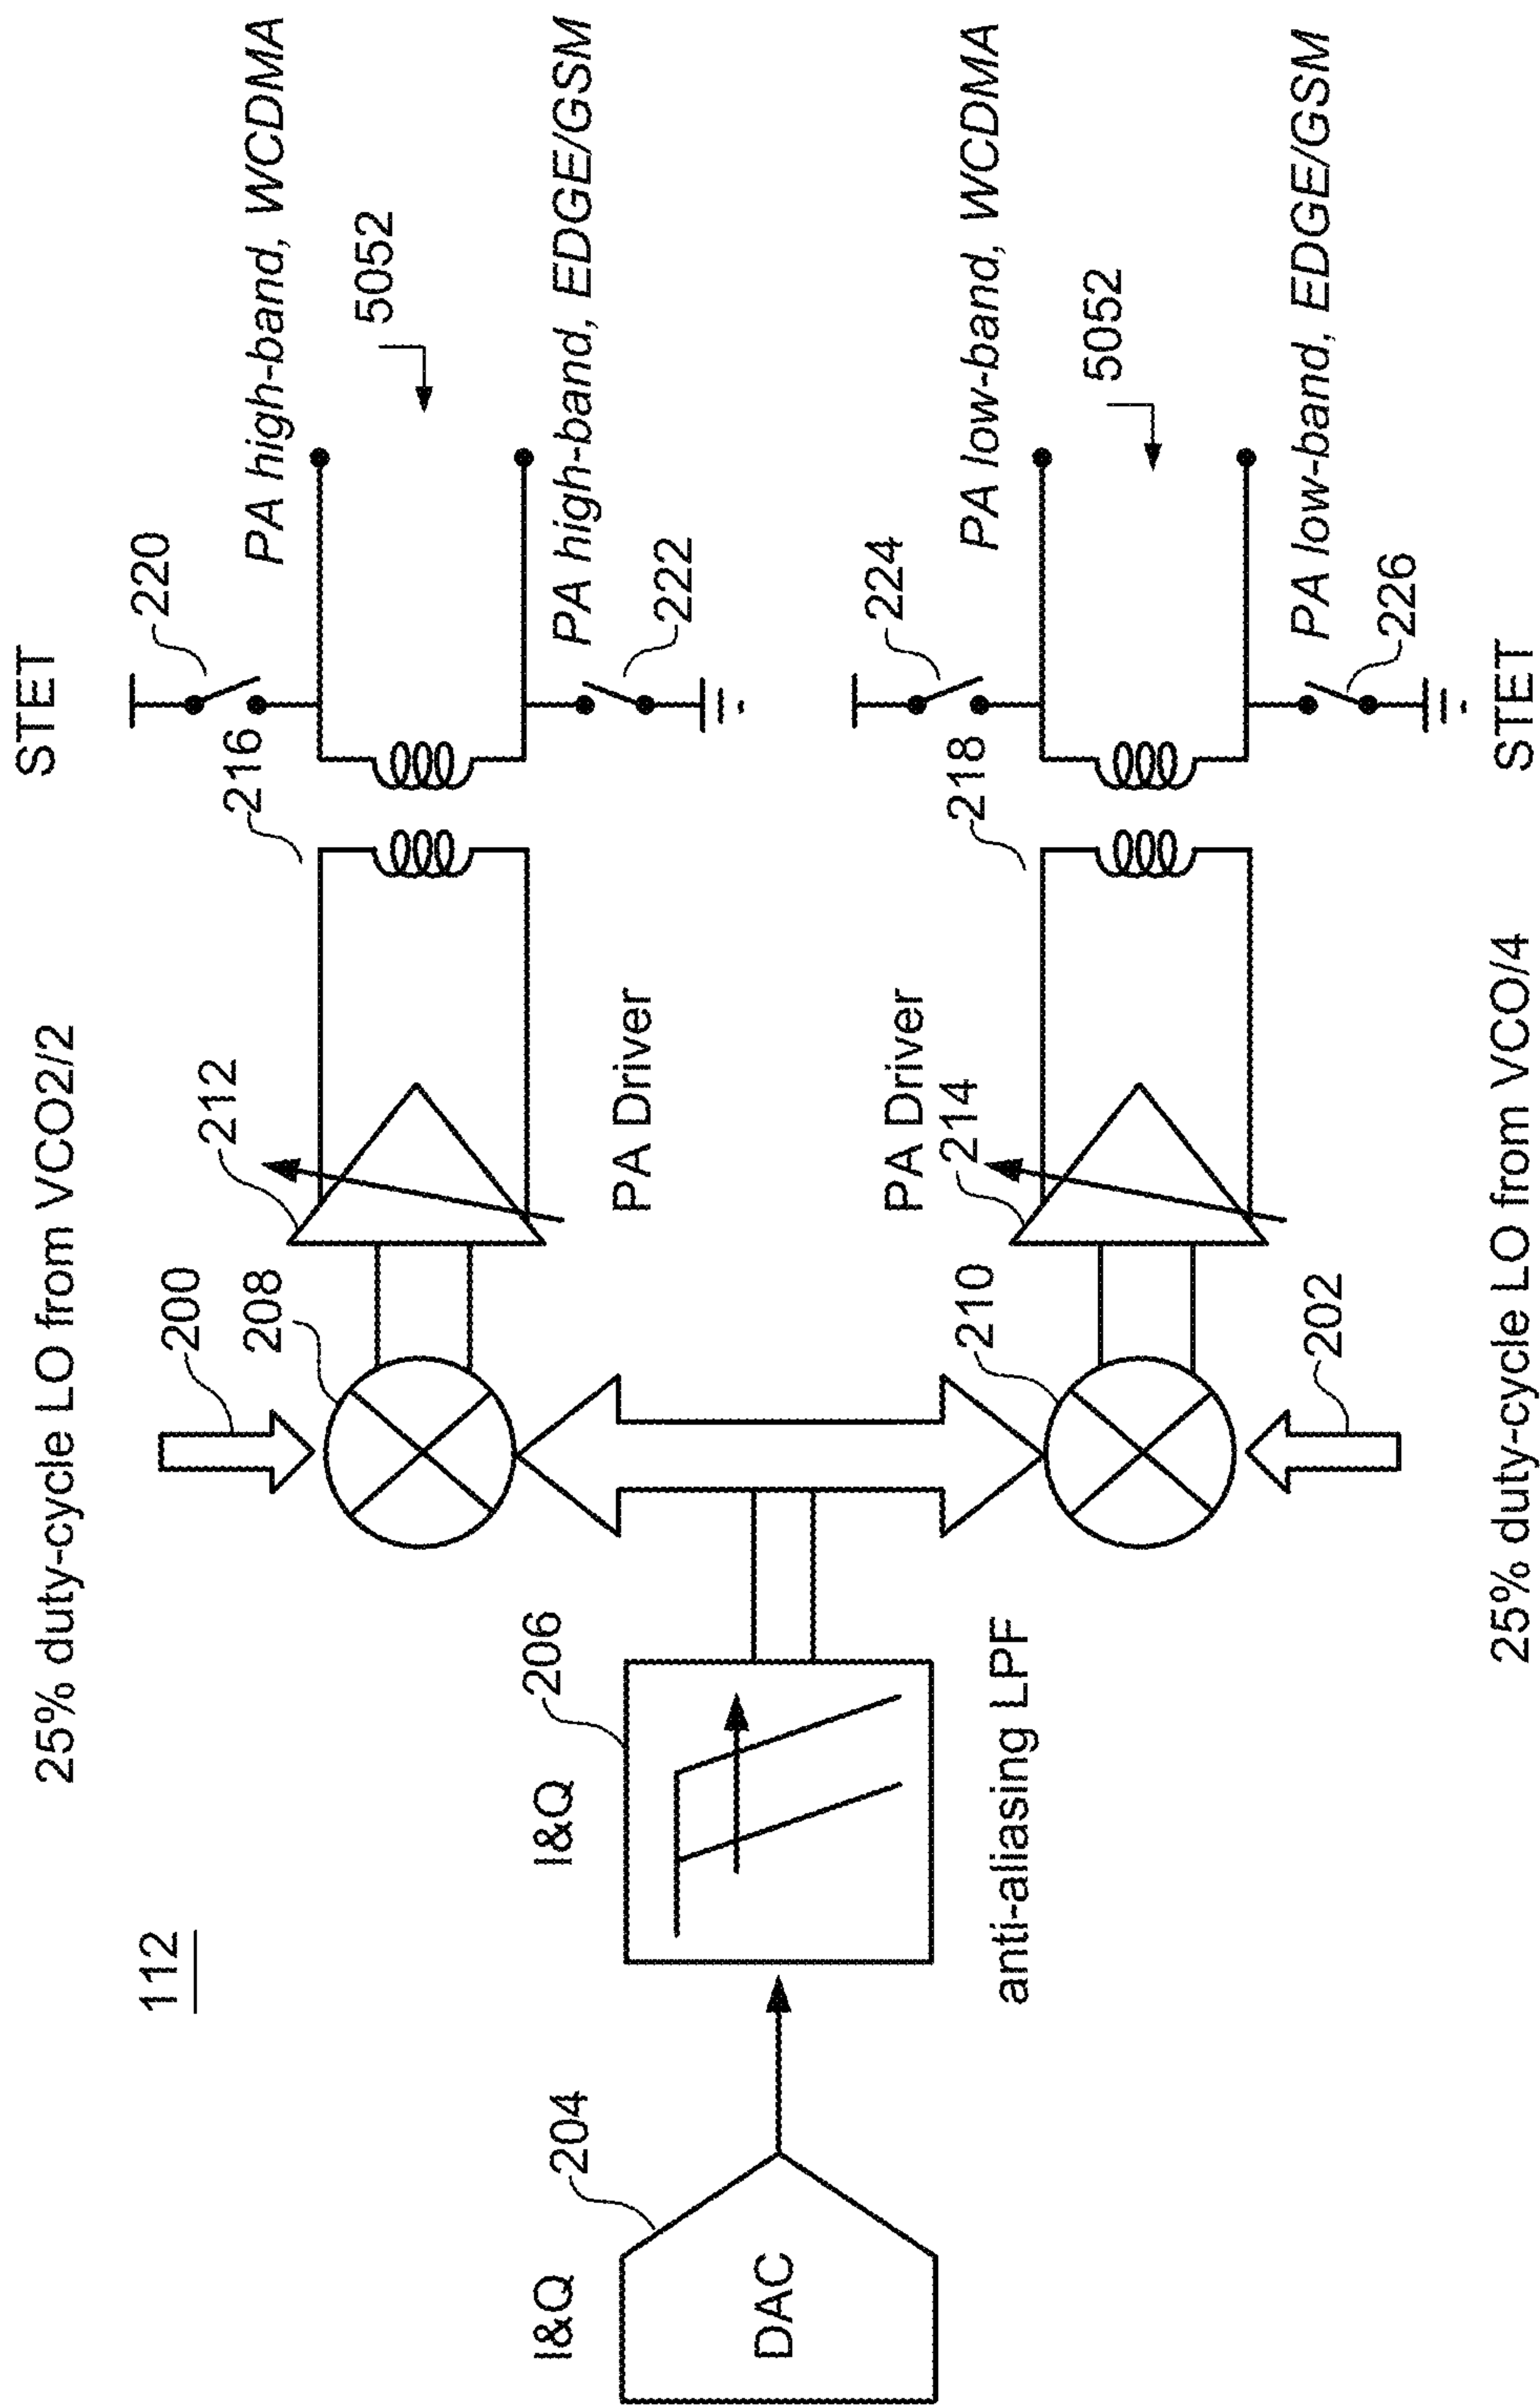 25% duty-cycle LO from VCO2/2
STET
112
200
208
212
216
220
PA high-band, WCDMA
5052
PA high-band, EDGE/GSM
222
PA Driver
I&Q
204
DAC
I&Q
206
anti-aliasing LPF
PA Driver
210
214
218
224
PA low-band, WCDMA
5052
PA low-band, EDGE/GSM
226
202
25% duty-cycle LO from VCO/4
STET